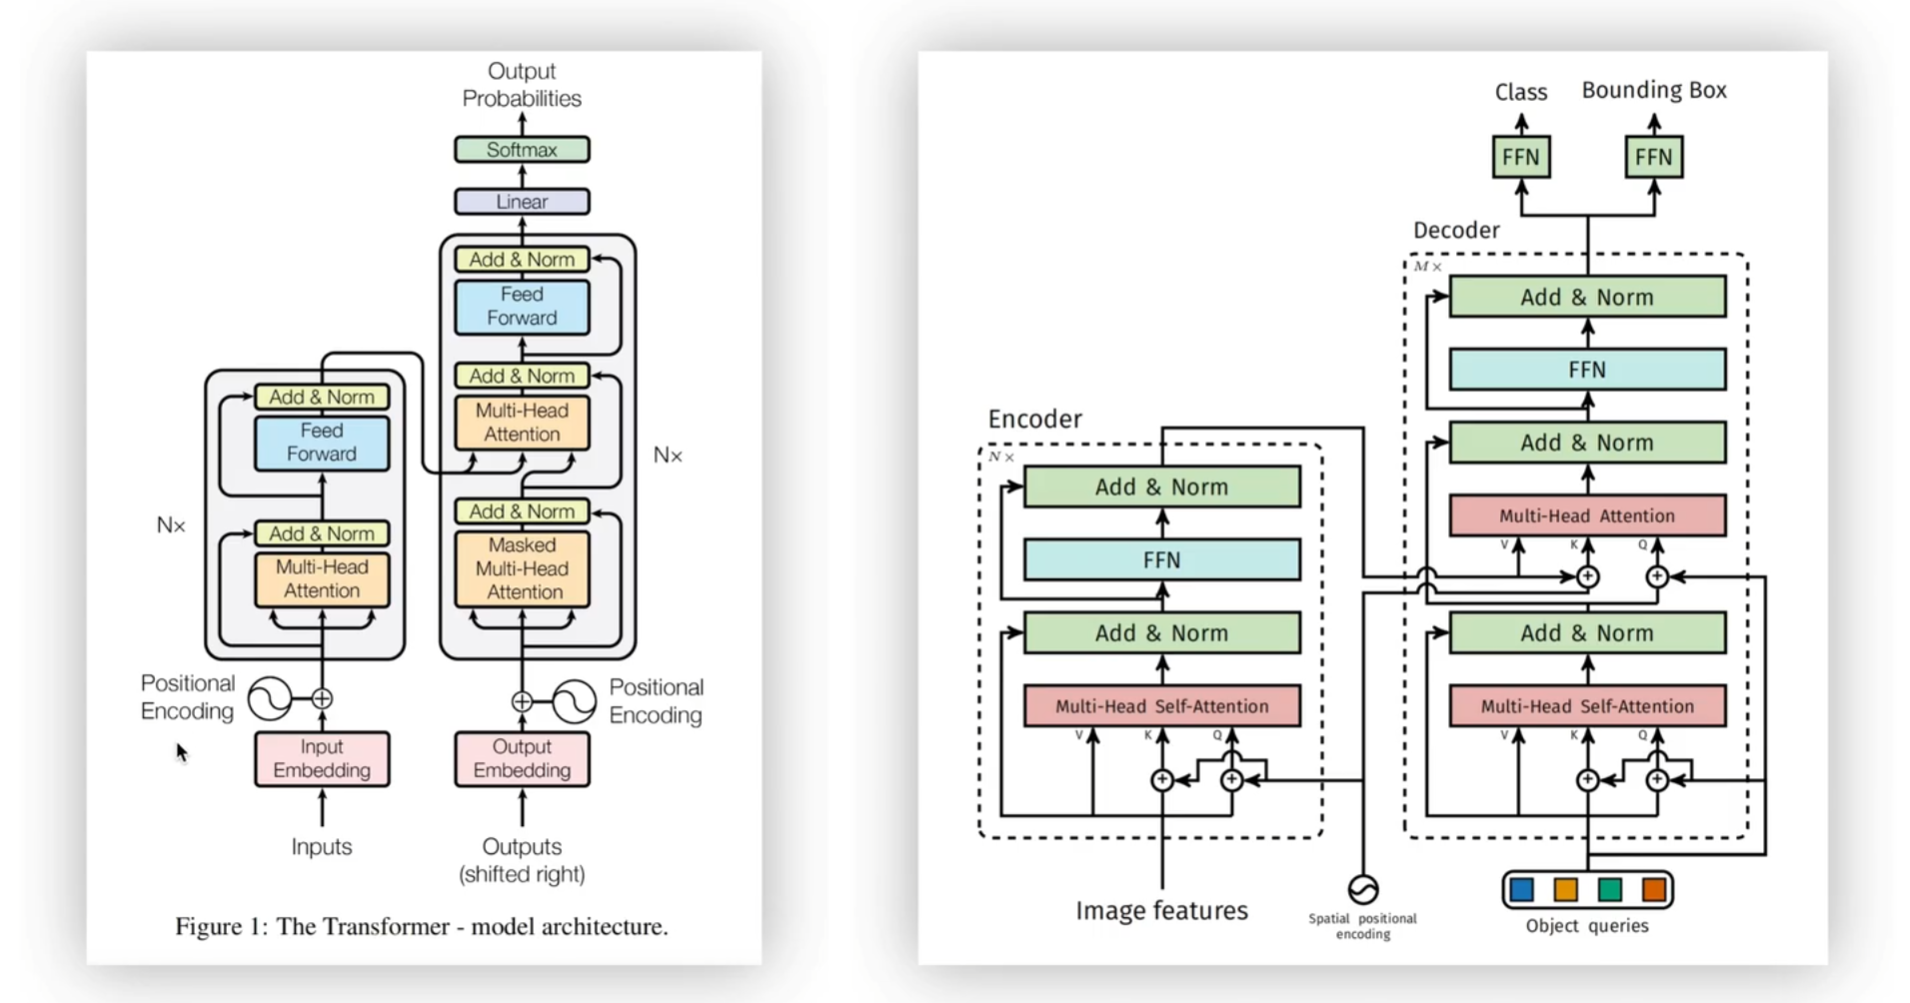 Output
Probabilities
Softmax
Linear
Add & Norm
Feed
Forward
Add & Norm
Multi-Head
Attention
Add & Norm
Masked
Multi-Head
Attention
Nx
Add & Norm
Feed
Forward
Add & Norm
Multi-Head
Attention
Nx
Positional
Encoding
Positional
Encoding
Input
Embedding
Output
Embedding
Inputs
Outputs
(shifted right)
Figure 1: The Transformer - model architecture.
Class
Bounding Box
FFN
FFN
Decoder
M×
Add & Norm
FFN
Add & Norm
Multi-Head Attention
V
K
Q
Add & Norm
Multi-Head Self-Attention
V
K
Q
Encoder
N×
Add & Norm
FFN
Add & Norm
Multi-Head Self-Attention
V
K
Q
Image features
Spatial positional
encoding
Object queries